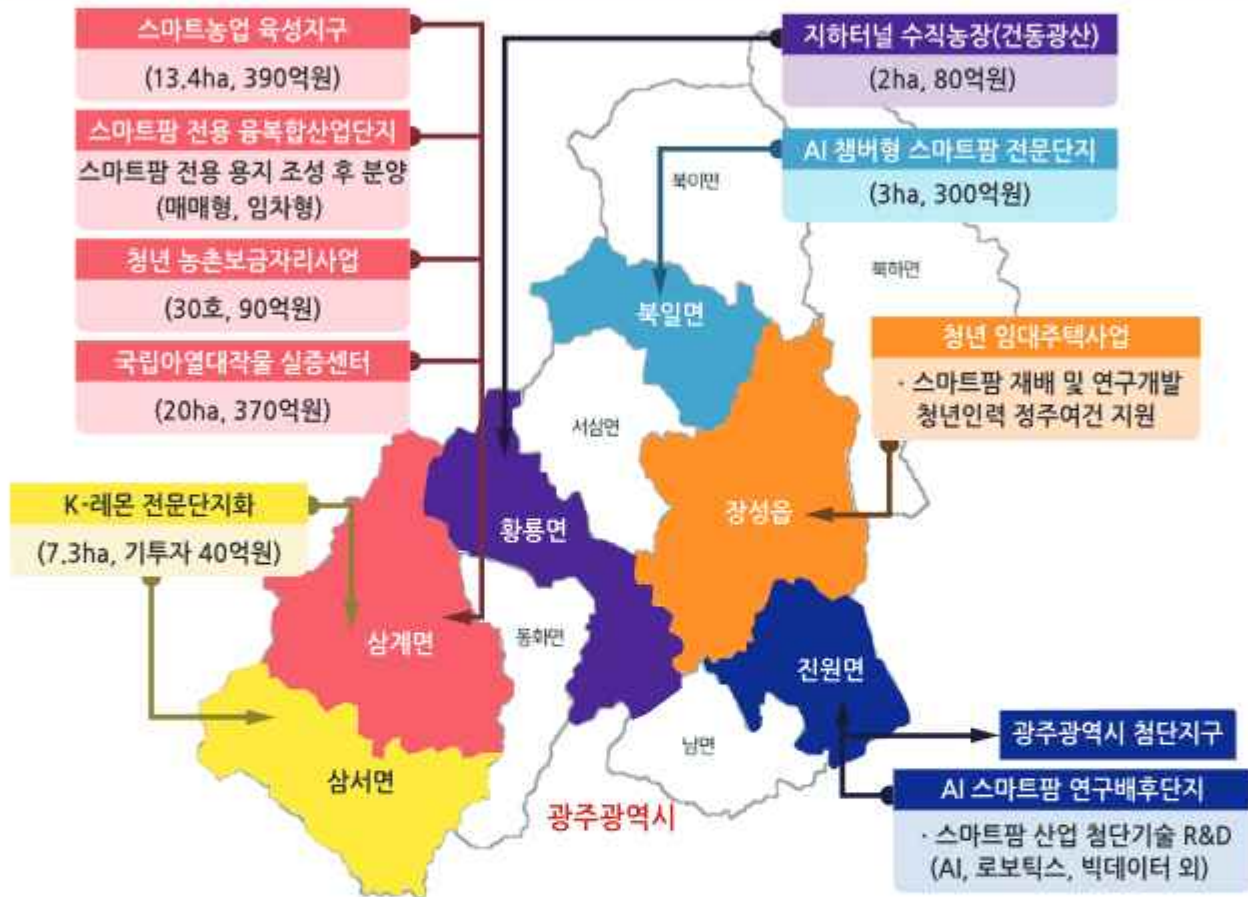 스마트농업 육성지구
(13.4ha, 390억원)
스마트팜 전용 융복합산업단지
스마트팜 전용 용지 조성 후 분양
(매매형, 임차형)
청년 농촌보금자리사업
(30호, 90억원)
국립아열대작물 실증센터
(20ha, 370억원)
K-레몬 전문단지화
(7.3ha, 기투자 40억원)
지하터널 수직농장(건동광산)
(2ha, 80억원)
AI 챔버형 스마트팜 전문단지
(3ha, 300억원)
청년 임대주택사업
· 스마트팜 재배 및 연구개발
청년인력 정주여건 지원
북이면
북하면
북일면
서삼면
장성읍
황룡면
동화면
삼계면
진원면
남면
삼서면
광주광역시
광주광역시 첨단지구
AI 스마트팜 연구배후단지
· 스마트팜 산업 첨단기술 R&D
(AI, 로보틱스, 빅데이터 외)